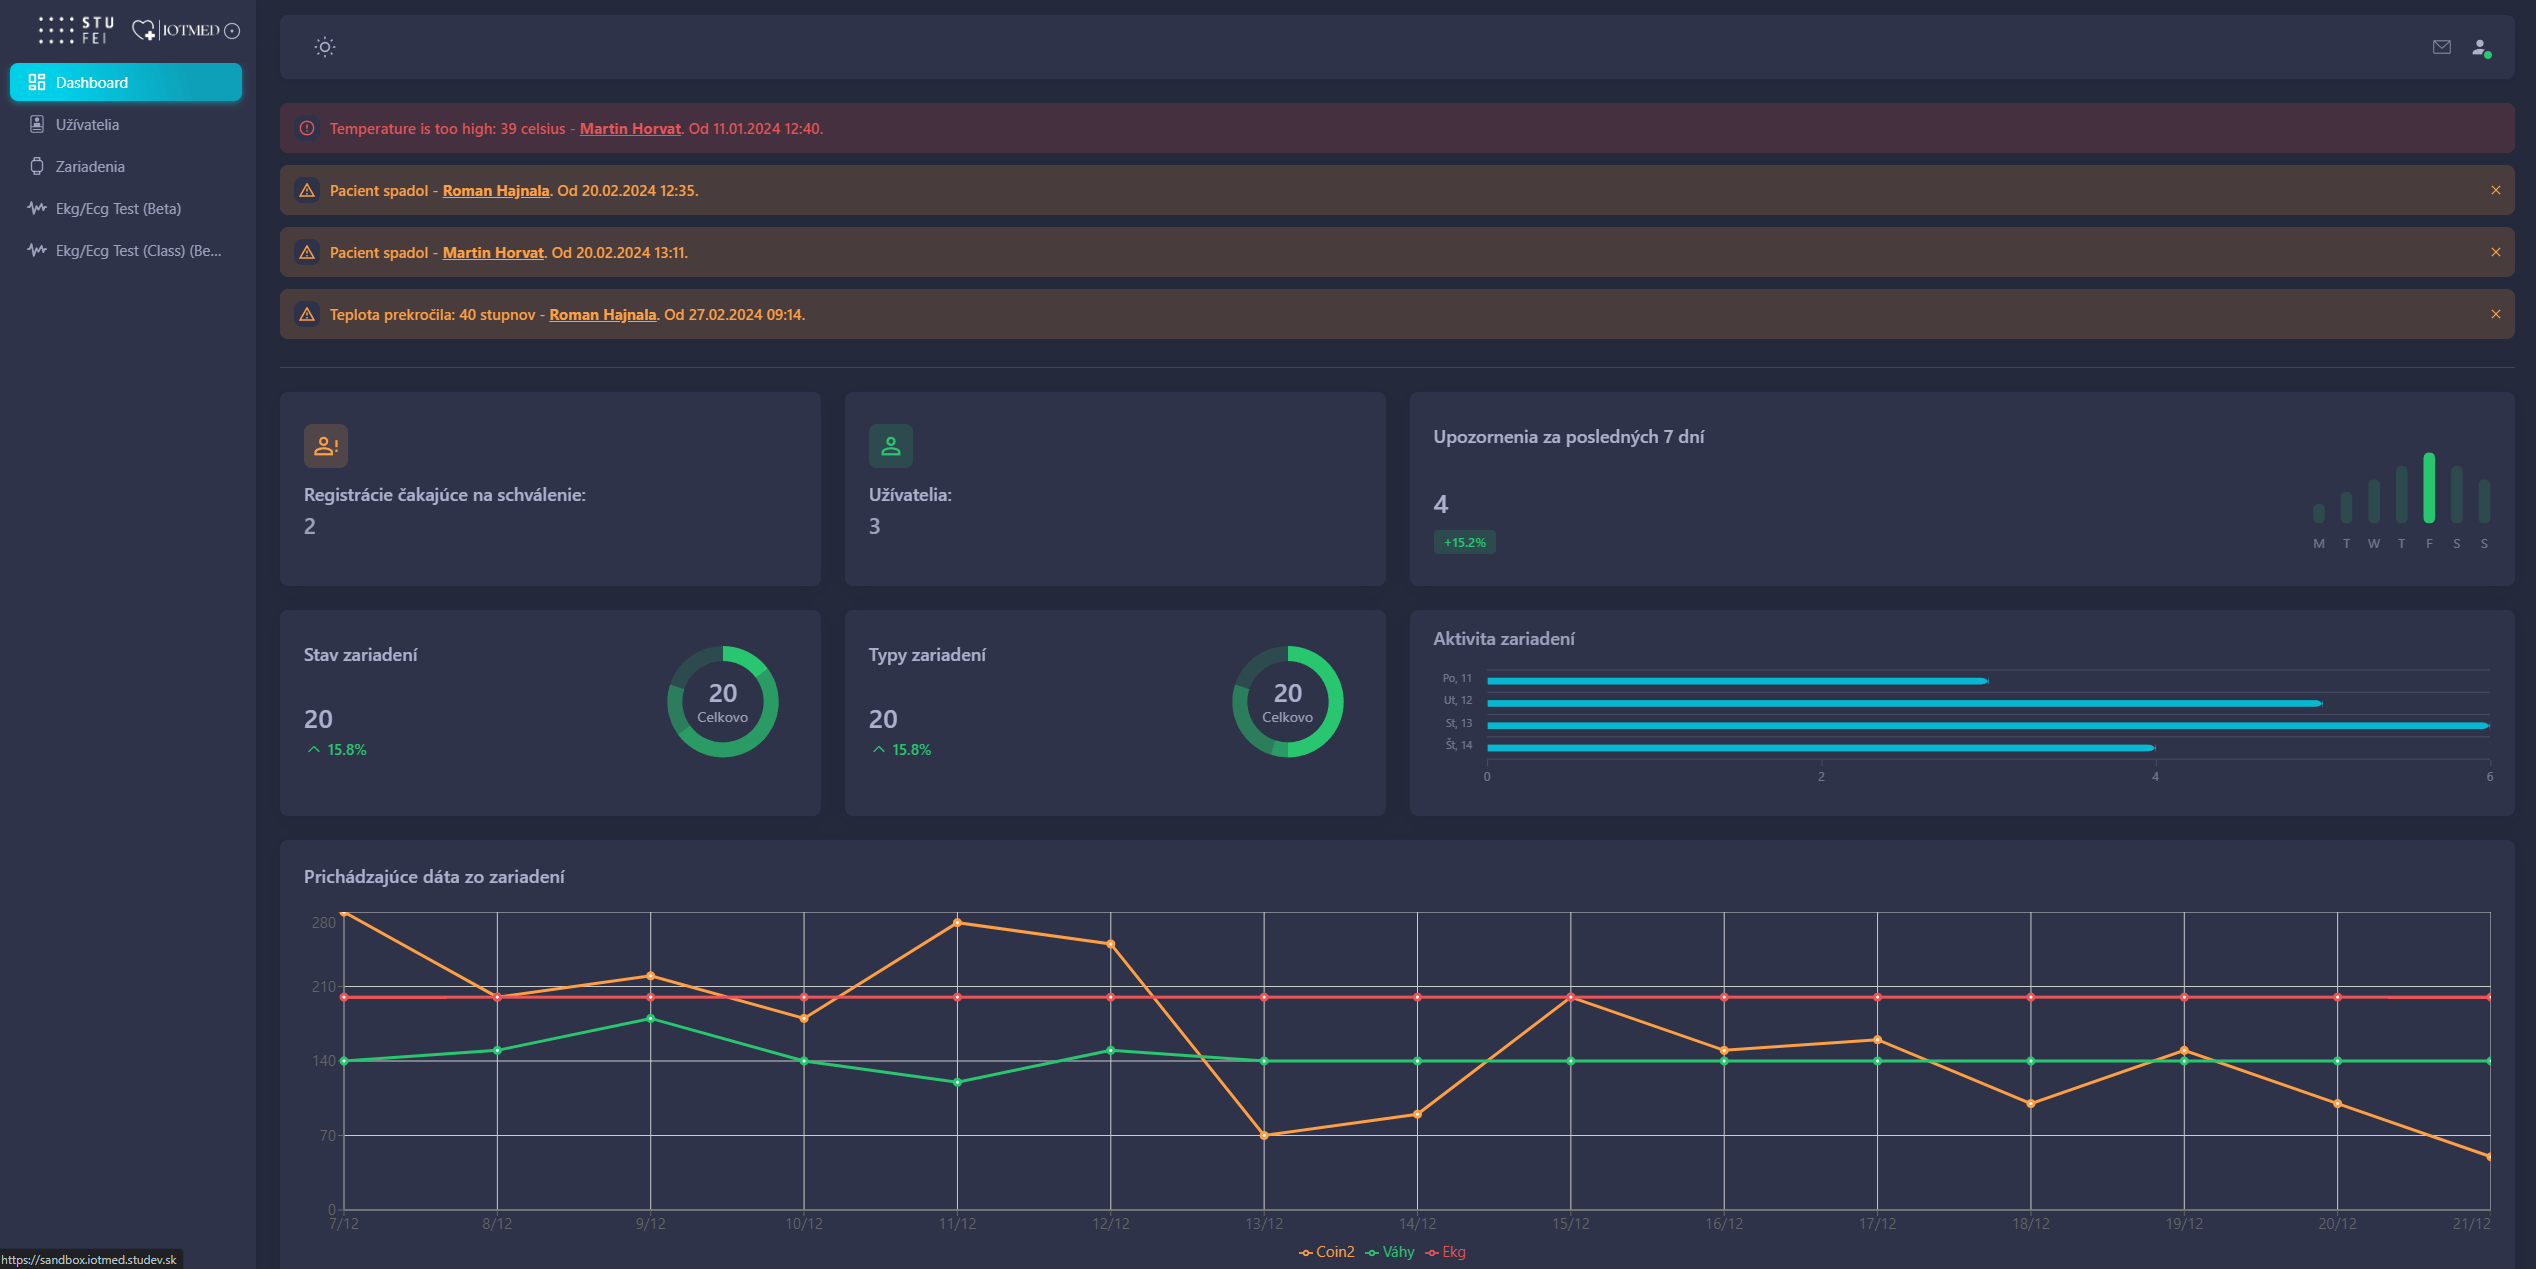 STU
FEI
IOTMED
Dashboard
Užívatelia
Zariadenia
Ekg/Ecg Test (Beta)
Ekg/Ecg Test (Class) (Be...
Temperature is too high: 39 celsius - Martin Horvat. Od 11.01.2024 12:40.
Pacient spadol - Roman Hajnala. Od 20.02.2024 12:35.
Pacient spadol - Martin Horvat. Od 20.02.2024 13:11.
Teplota prekročila: 40 stupnov - Roman Hajnala. Od 27.02.2024 09:14.
Registrácie čakajúce na schválenie:
2
Užívatelia:
3
Upozornenia za posledných 7 dní
4
+15.2%
M T W T F S S
Stav zariadení
20
15.8%
20
Celkovo
Typy zariadení
20
15.8%
20
Celkovo
Aktivita zariadení
Po, 11
Ut, 12
St, 13
Št, 14
0 2 4 6
Prichádzajúce dáta zo zariadení
280
210
140
70
0
7/12 8/12 9/12 10/12 11/12 12/12 13/12 14/12 15/12 16/12 17/12 18/12 19/12 20/12 21/12
Coin2 Váhy Ekg
https://sandbox.iotmed.studev.sk